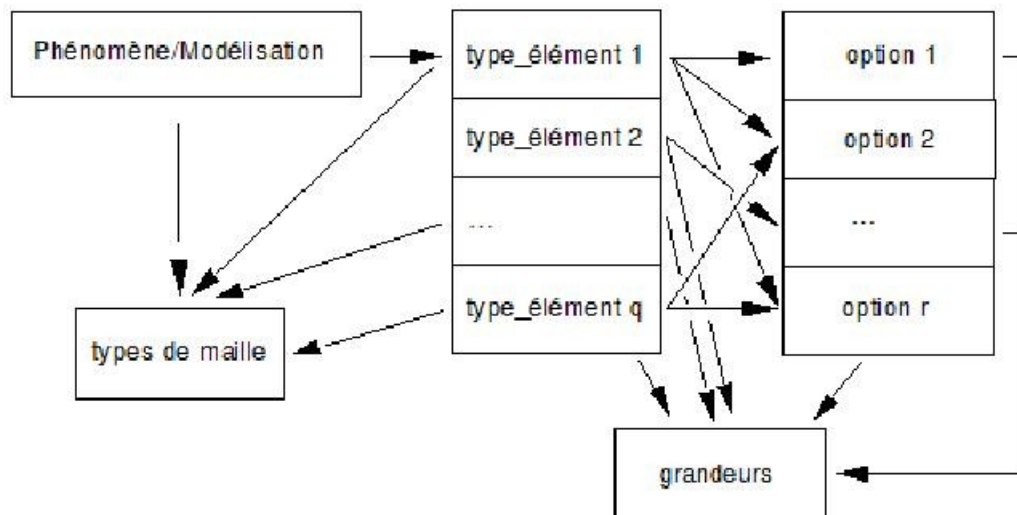 Phénomène/Modélisation
type_élément 1
option 1
type_élément 2
option 2
...
...
type_élément q
option r
types de maille
grandeurs